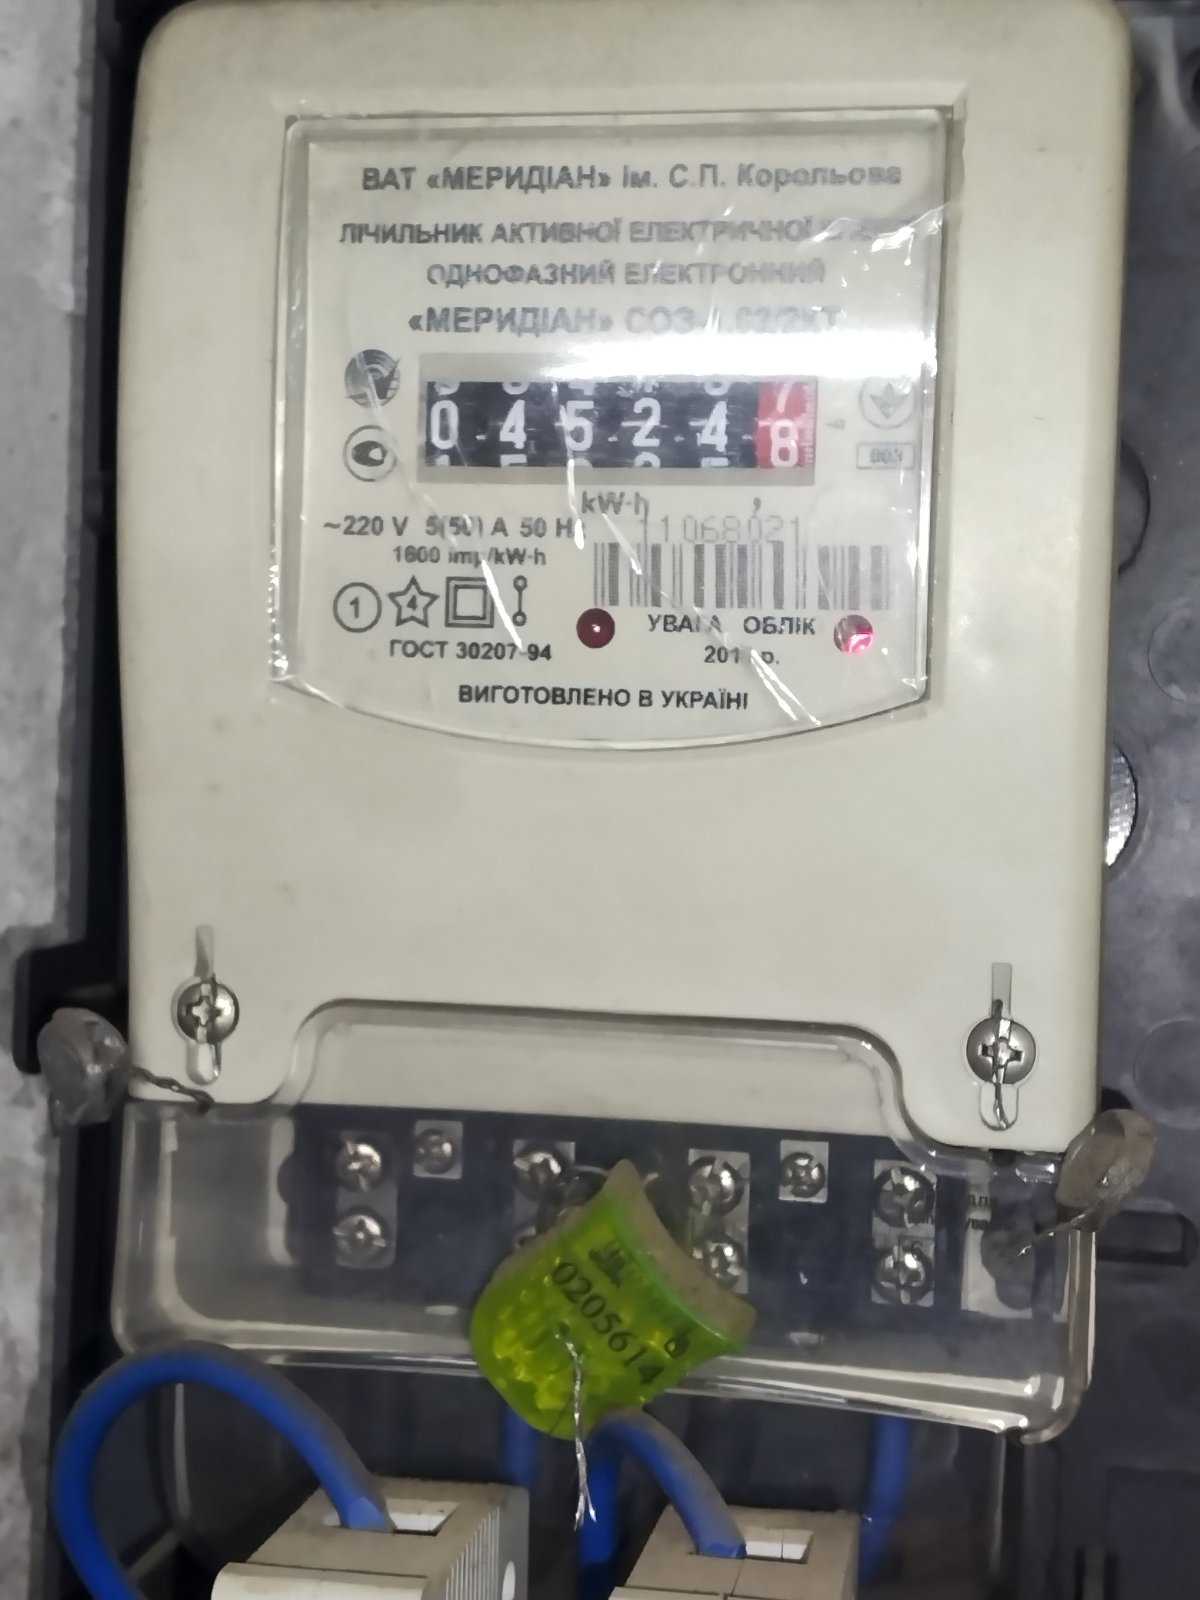 ВАТ «МЕРИДІАН» ім. С.П. Корольова
ЛІЧИЛЬНИК АКТИВНОЇ ЕЛЕКТРИЧНОЇ
ОДНОФАЗНИЙ ЕЛЕКТРОННИЙ
«МЕРИДІАН»
0 4 5 2 4 8
kW·h ,
~220 V 5(50) A 50 H
11068021
1600 imp/kW·h
1 4
УВАГА ОБЛІК
ГОСТ 30207-94
ВИГОТОВЛЕНО В УКРАЇНІ
0205614